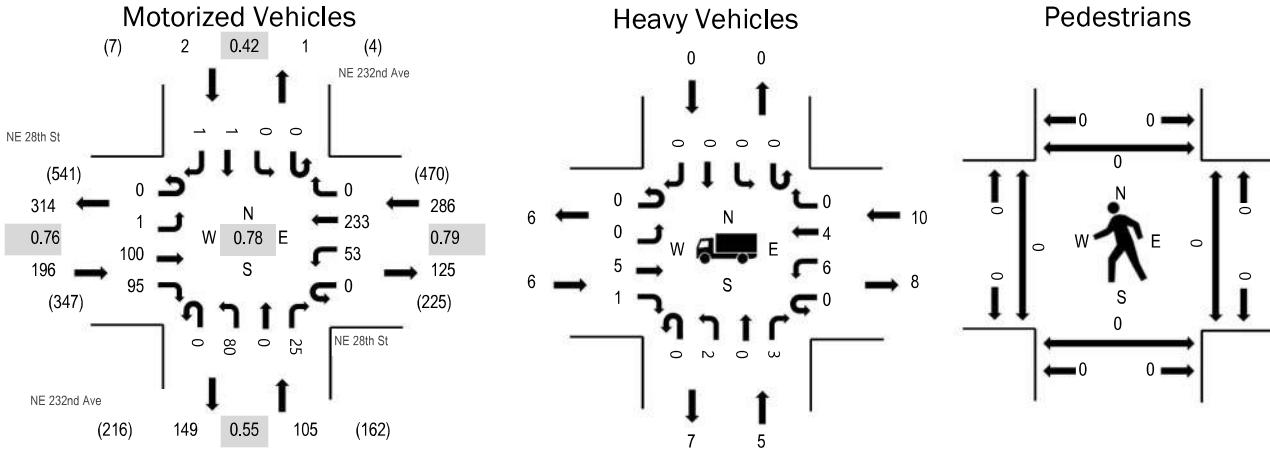 Motorized Vehicles
(7) 2 0.42 1 (4)
NE 232nd Ave
NE 28th St
1 1 0 0
(541) 0 0 (470)
314 1 233 286
0.76 N W 0.78 E S 0.79
196 100 53 125
(347) 95 0 (225)
0 80 0 25
NE 28th St
NE 232nd Ave
(216) 149 0.55 105 (162)
Heavy Vehicles
0 0
0 0 0 0
0 0
6 0 N 4 10
W E
6 5 S 6 8
1 0
0 2 0 3
7 5
Pedestrians
0 0
0
0 N 0
W 0 0 E
0 S 0
0
0 0